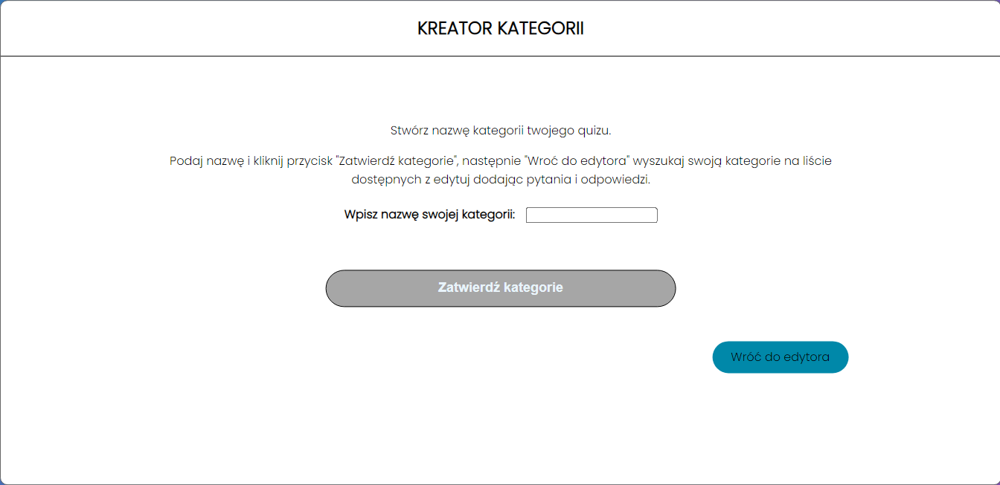 KREATOR KATEGORII
Stwórz nazwę kategorii twojego quizu.
Podaj nazwę i kliknij przycisk "Zatwierdź kategorie", następnie "Wroć do edytora" wyszukaj swoją kategorie na liście
dostępnych z edytuj dodając pytania i odpowiedzi.
Wpisz nazwę swojej kategorii:
Zatwierdź kategorie
Wróć do edytora